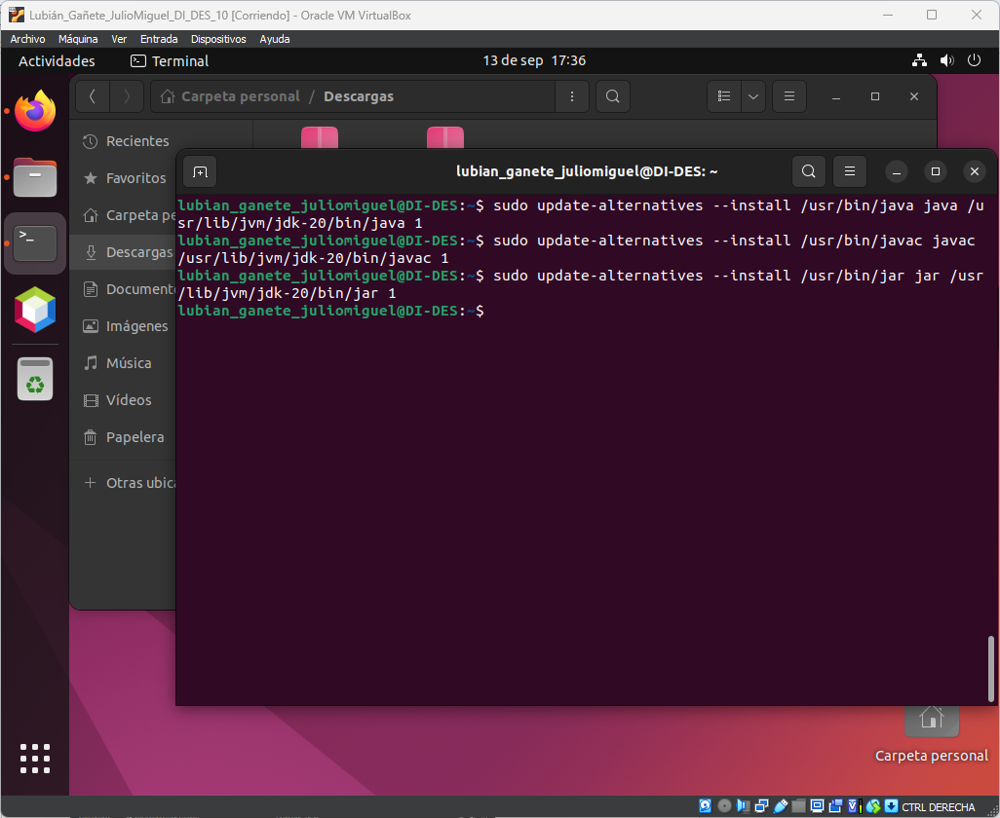 Lubián_Gañete_JulioMiguel_DI_DES_10 [Corriendo] - Oracle VM VirtualBox
Archivo Máquina Ver Entrada Dispositivos Ayuda
Actividades Terminal 13 de sep 17:36
Carpeta personal / Descargas
Recientes
Favoritos
Carpeta pe
Descargas
Document
Imágenes
Música
Vídeos
Papelera
+ Otras ubica
lubian_ganete_juliomiguel@DI-DES: ~
lubian_ganete_juliomiguel@DI-DES:~$ sudo update-alternatives --install /usr/bin/java java /u
sr/lib/jvm/jdk-20/bin/java 1
lubian_ganete_juliomiguel@DI-DES:~$ sudo update-alternatives --install /usr/bin/javac javac
/usr/lib/jvm/jdk-20/bin/javac 1
lubian_ganete_juliomiguel@DI-DES:~$ sudo update-alternatives --install /usr/bin/jar jar /usr
/lib/jvm/jdk-20/bin/jar 1
lubian_ganete_juliomiguel@DI-DES:~$
Carpeta personal
CTRL DERECHA